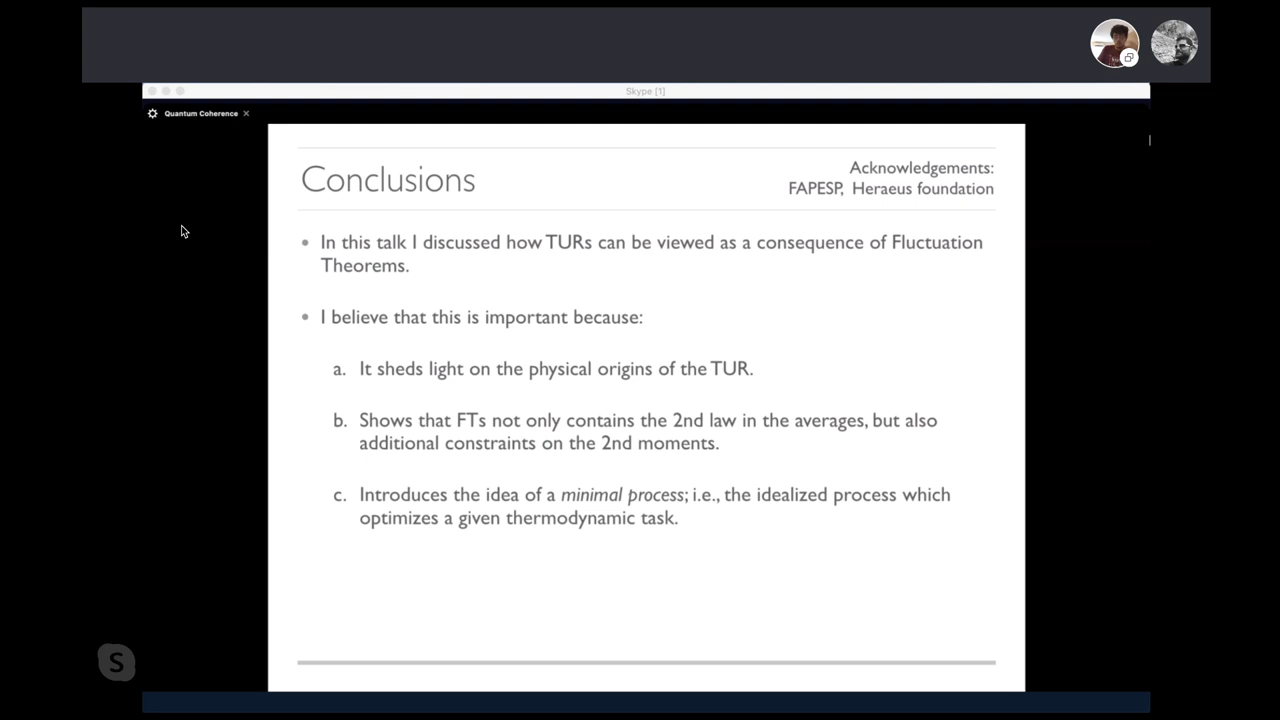 Skype [1]
Quantum Coherence
Conclusions
Acknowledgements:
FAPESP, Heraeus foundation
• In this talk I discussed how TURs can be viewed as a consequence of Fluctuation
Theorems.
• I believe that this is important because:
a. It sheds light on the physical origins of the TUR.
b. Shows that FTs not only contains the 2nd law in the averages, but also
additional constraints on the 2nd moments.
c. Introduces the idea of a minimal process; i.e., the idealized process which
optimizes a given thermodynamic task.
S